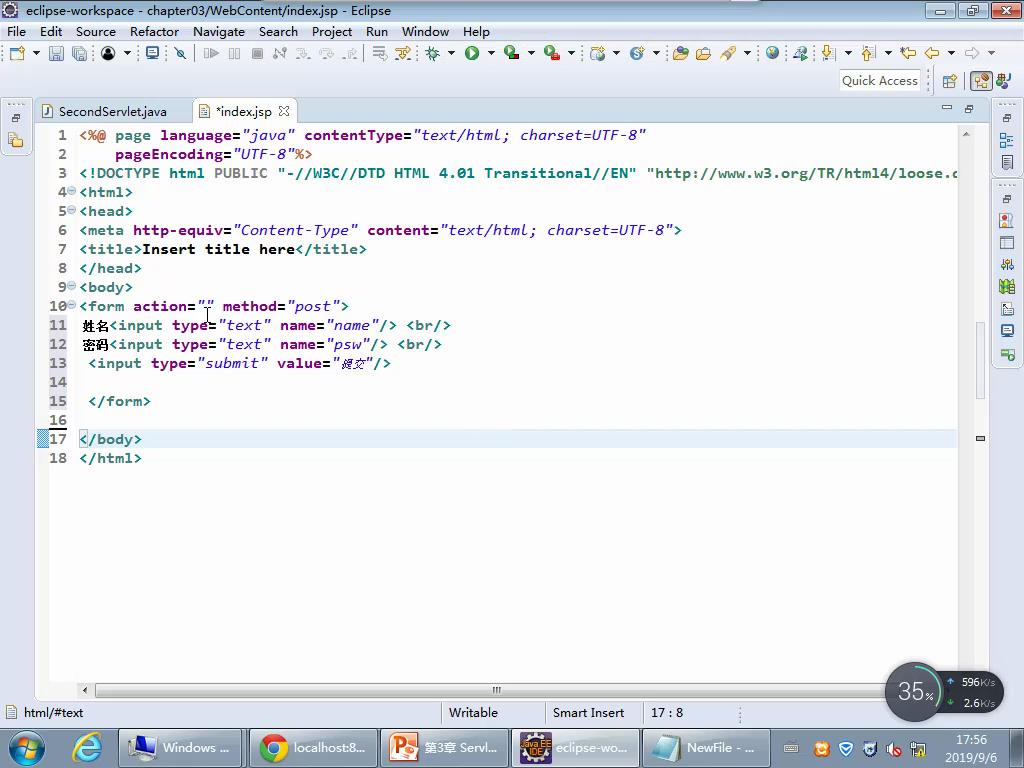 eclipse-workspace - chapter03/WebContent/index.jsp - Eclipse
File Edit Source Refactor Navigate Search Project Run Window Help
Quick Access
SecondServlet.java *index.jsp
1 <%@ page language="java" contentType="text/html; charset=UTF-8"
2 pageEncoding="UTF-8"%>
3 <!DOCTYPE html PUBLIC "-//W3C//DTD HTML 4.01 Transitional//EN" "http://www.w3.org/TR/html4/loose.d
4 <html>
5 <head>
6 <meta http-equiv="Content-Type" content="text/html; charset=UTF-8">
7 <title>Insert title here</title>
8 </head>
9 <body>
10 <form action="" method="post">
11 姓名<input type="text" name="name"/> <br/>
12 密码<input type="text" name="psw"/> <br/>
13 <input type="submit" value="提交"/>
14
15 </form>
16
17 </body>
18 </html>
35%
596K/s
2.6K/s
html/#text Writable Smart Insert 17 : 8
Windows ... localhost:8... 第3章 Servl... eclipse-wo... NewFile - ...
17:56
2019/9/6